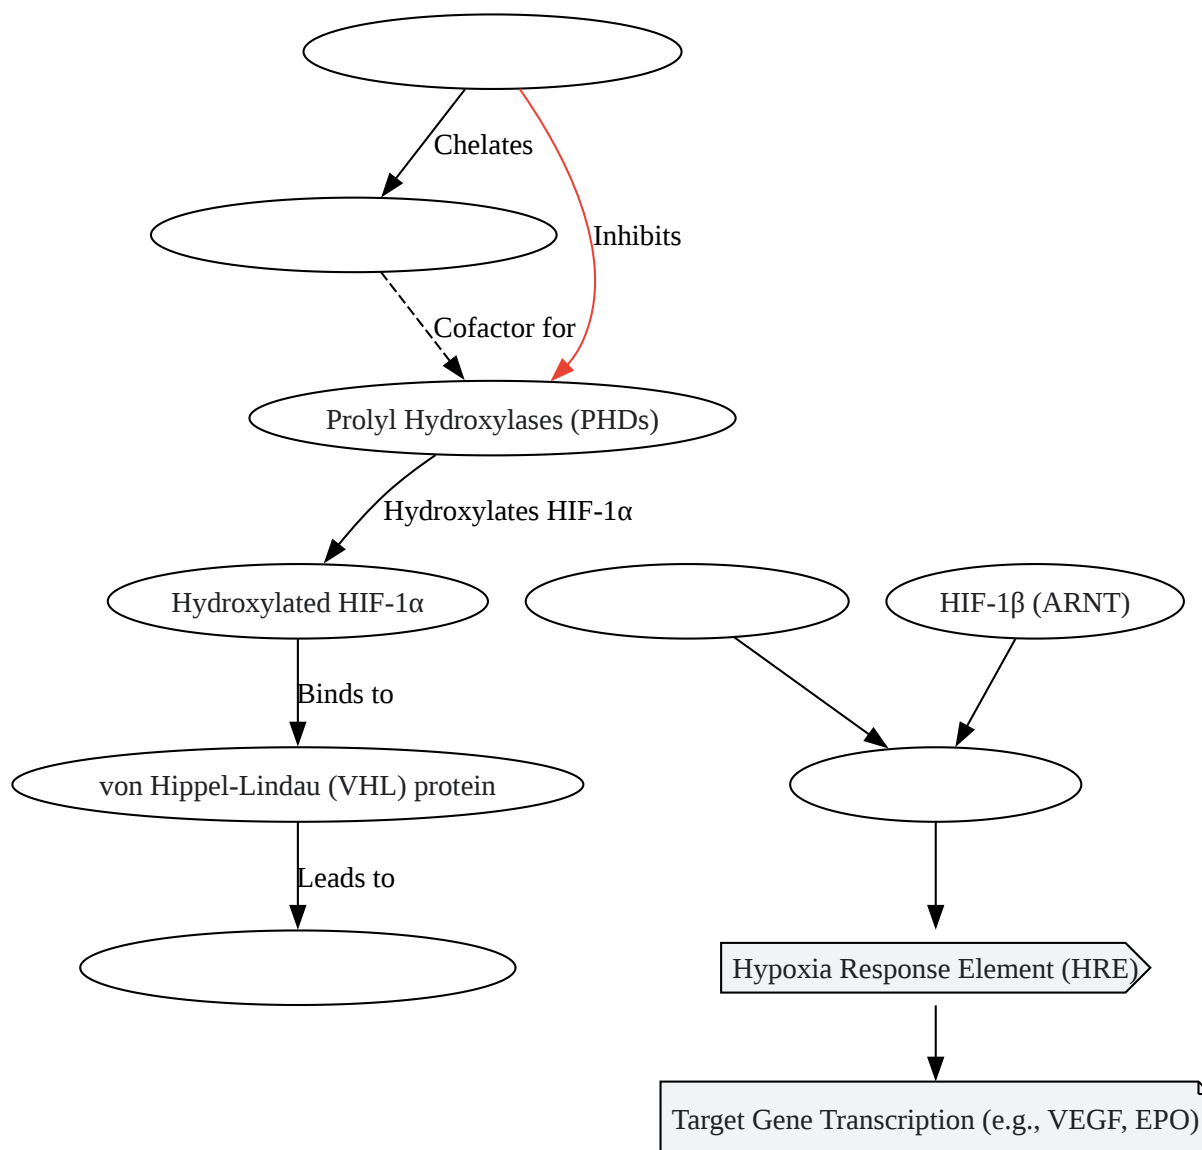 Chelates
Inhibits
Cofactor for
Prolyl Hydroxylases (PHDs)
Hydroxylates HIF-1α
Hydroxylated HIF-1α
HIF-1β (ARNT)
Binds to
von Hippel-Lindau (VHL) protein
Leads to
Hypoxia Response Element (HRE)
Target Gene Transcription (e.g., VEGF, EPO)